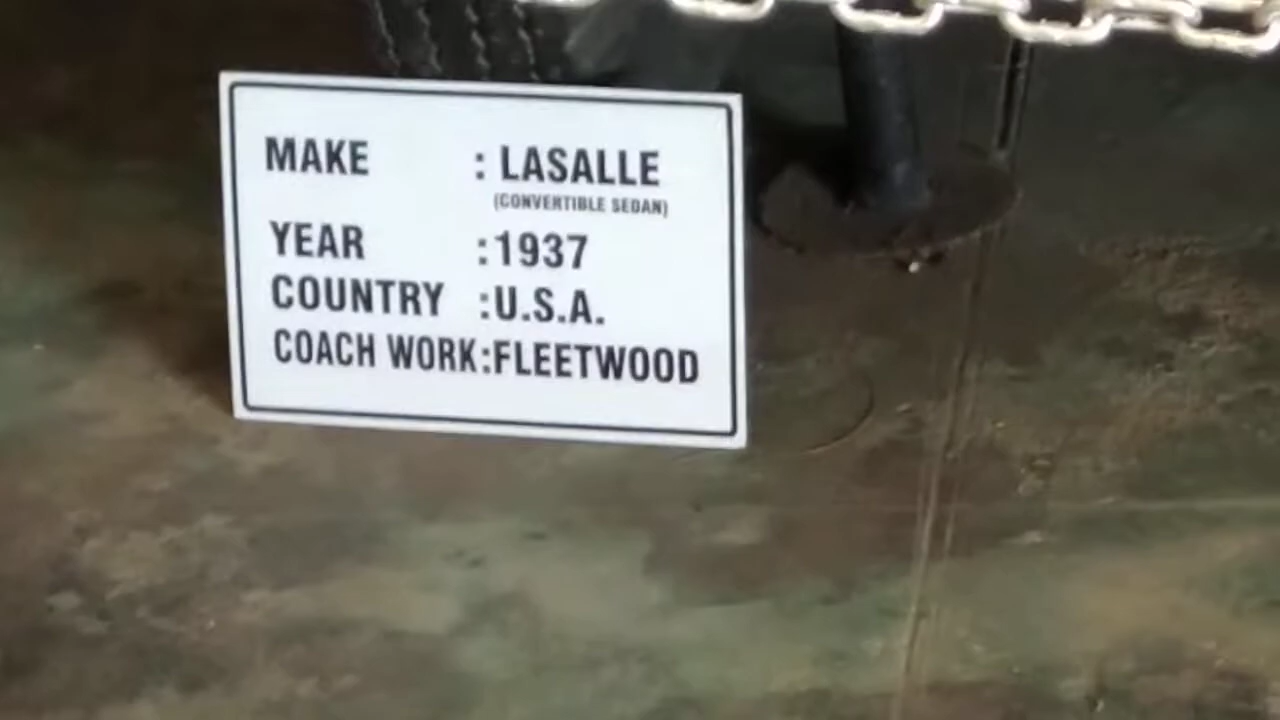 MAKE : LASALLE
(CONVERTIBLE SEDAN)
YEAR :1937
COUNTRY :U.S.A.
COACH WORK:FLEETWOOD